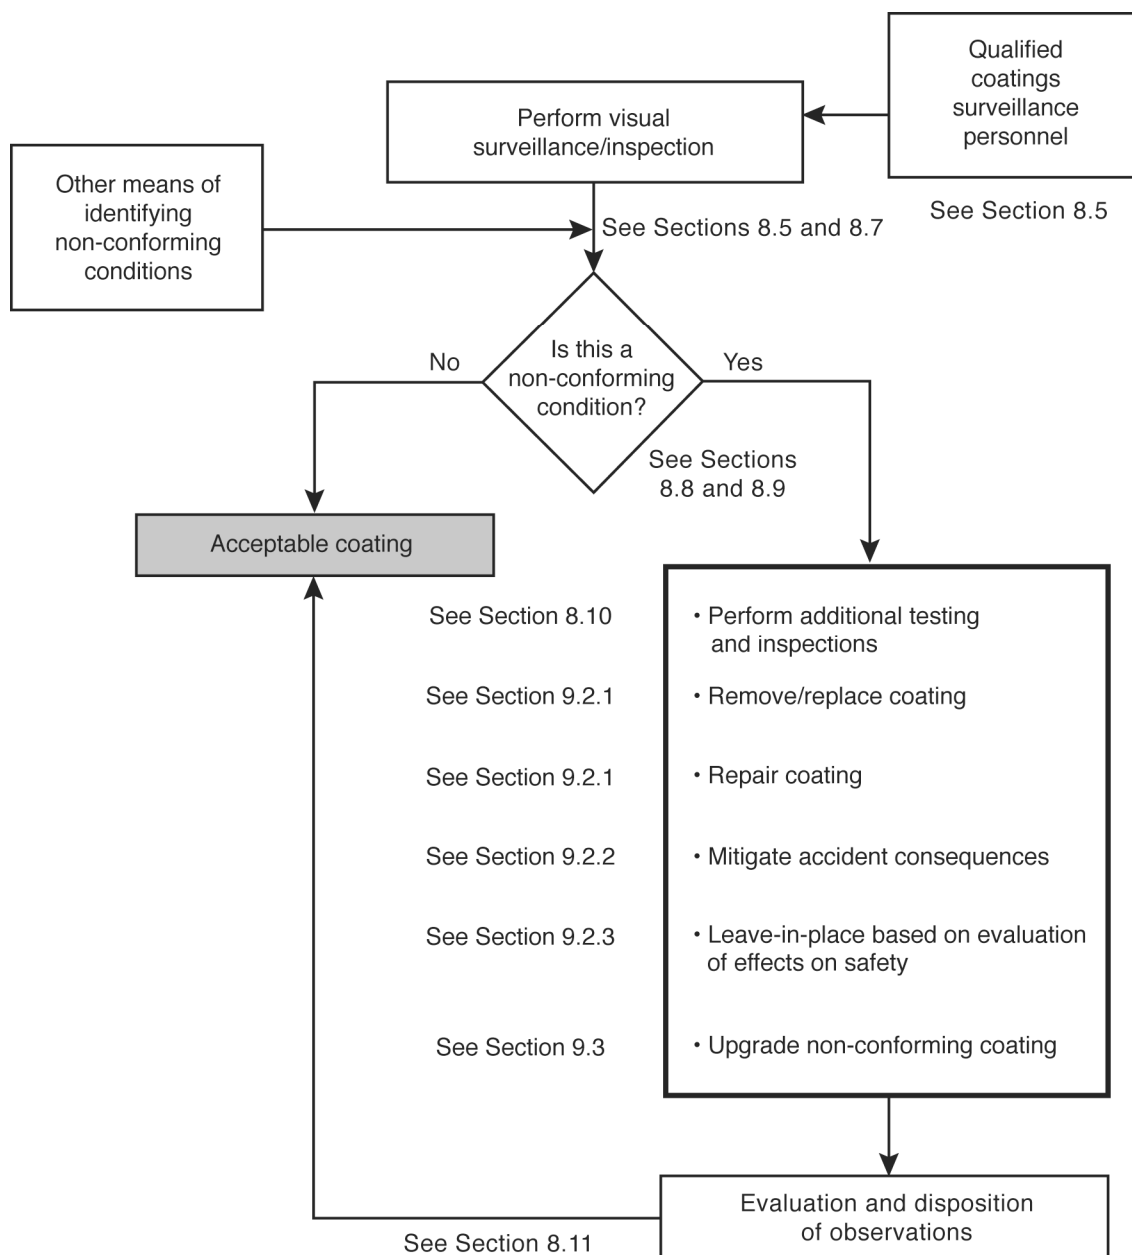 Qualified
coatings
surveillance
personnel
See Section 8.5
Perform visual
surveillance/inspection
Other means of
identifying
non-conforming
conditions
See Sections 8.5 and 8.7
Is this a
non-conforming
condition?
No
Yes
See Sections
8.8 and 8.9
Acceptable coating
See Section 8.10
• Perform additional testing
and inspections
See Section 9.2.1
• Remove/replace coating
See Section 9.2.1
• Repair coating
See Section 9.2.2
• Mitigate accident consequences
See Section 9.2.3
• Leave-in-place based on evaluation
of effects on safety
See Section 9.3
• Upgrade non-conforming coating
Evaluation and disposition
of observations
See Section 8.11